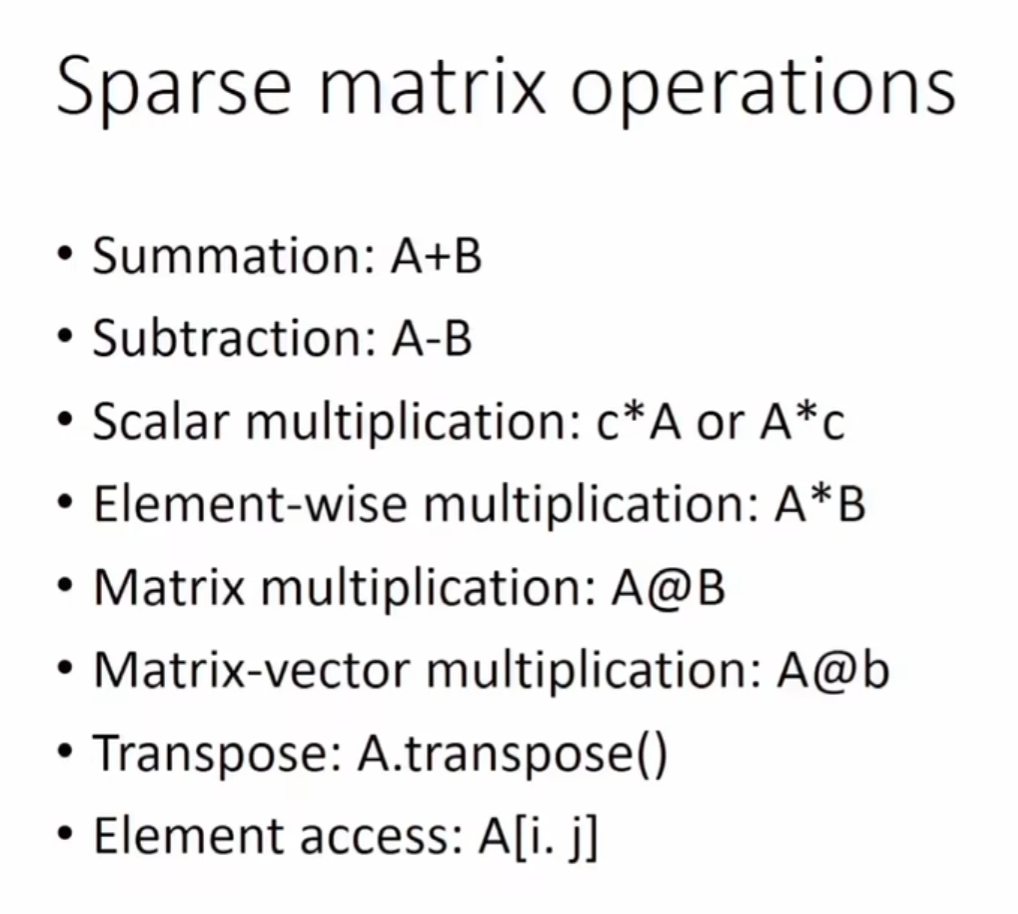 Sparse matrix operations
• Summation: A+B
• Subtraction: A-B
• Scalar multiplication: c*A or A*c
• Element-wise multiplication: A*B
• Matrix multiplication: A@B
• Matrix-vector multiplication: A@b
• Transpose: A.transpose()
• Element access: A[i. j]